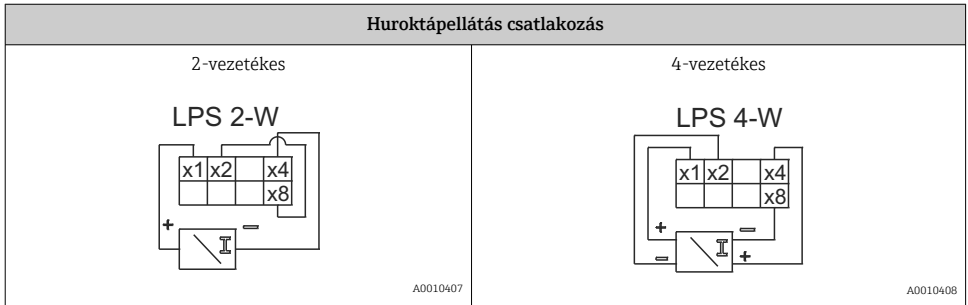 Huroktápellátás csatlakozás
2-vezetékes
4-vezetékes
LPS 2-W
x1 x2 x4
x8
+ −
I
A0010407
LPS 4-W
x1 x2 x4
x8
+ −
− I +
A0010408